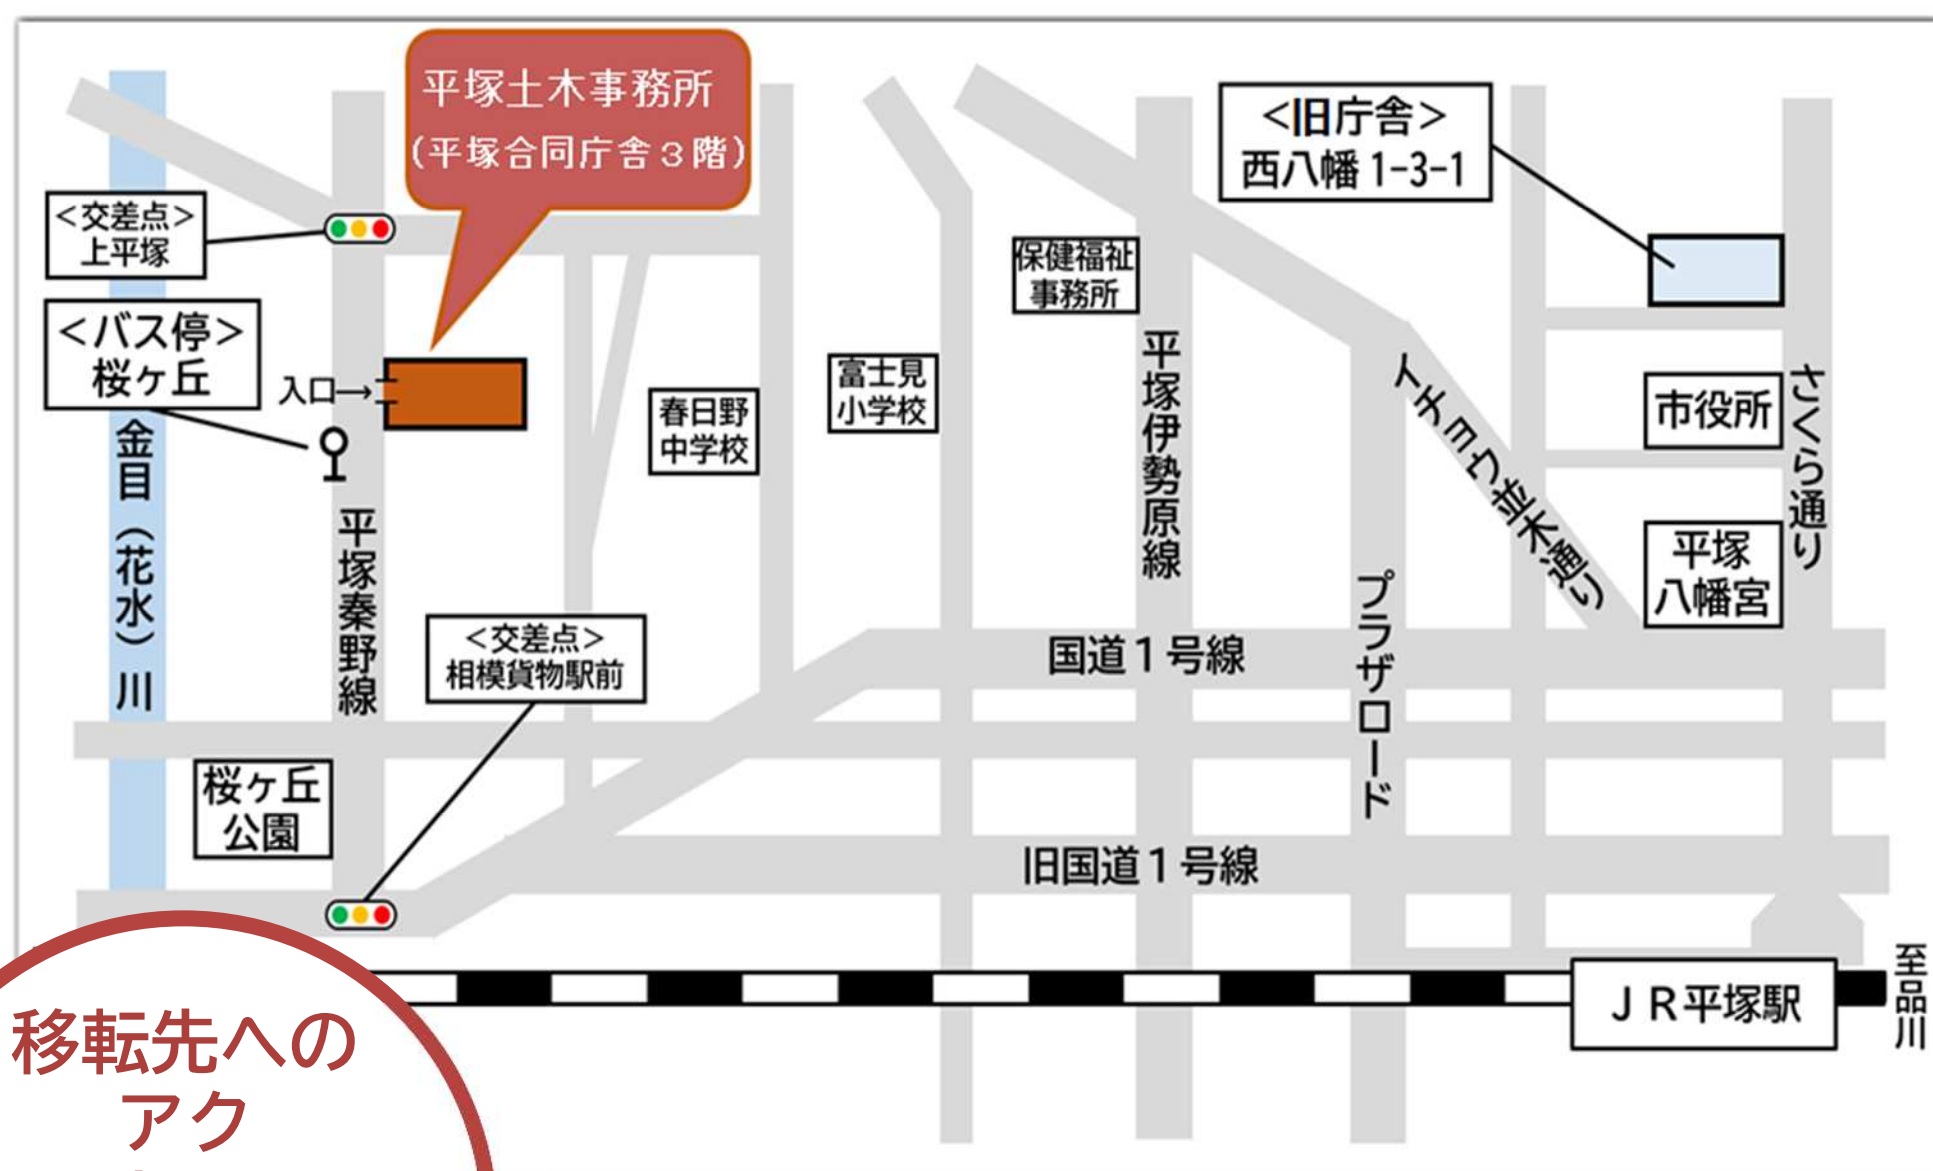 平塚土木事務所
(平塚合同庁舎３階)
＜旧庁舎＞
西八幡 1-3-1
＜交差点＞
上平塚
＜バス停＞
桜ヶ丘
入口→
金目（花水）川
平塚秦野線
春日野
中学校
富士見
小学校
保健福祉
事務所
平塚伊勢原線
イチョウ並木通り
市役所
さくら通り
平塚
八幡宮
プラザロード
＜交差点＞
相模貨物駅前
国道１号線
桜ヶ丘
公園
旧国道１号線
ＪＲ平塚駅
至品川
移転先への
アク